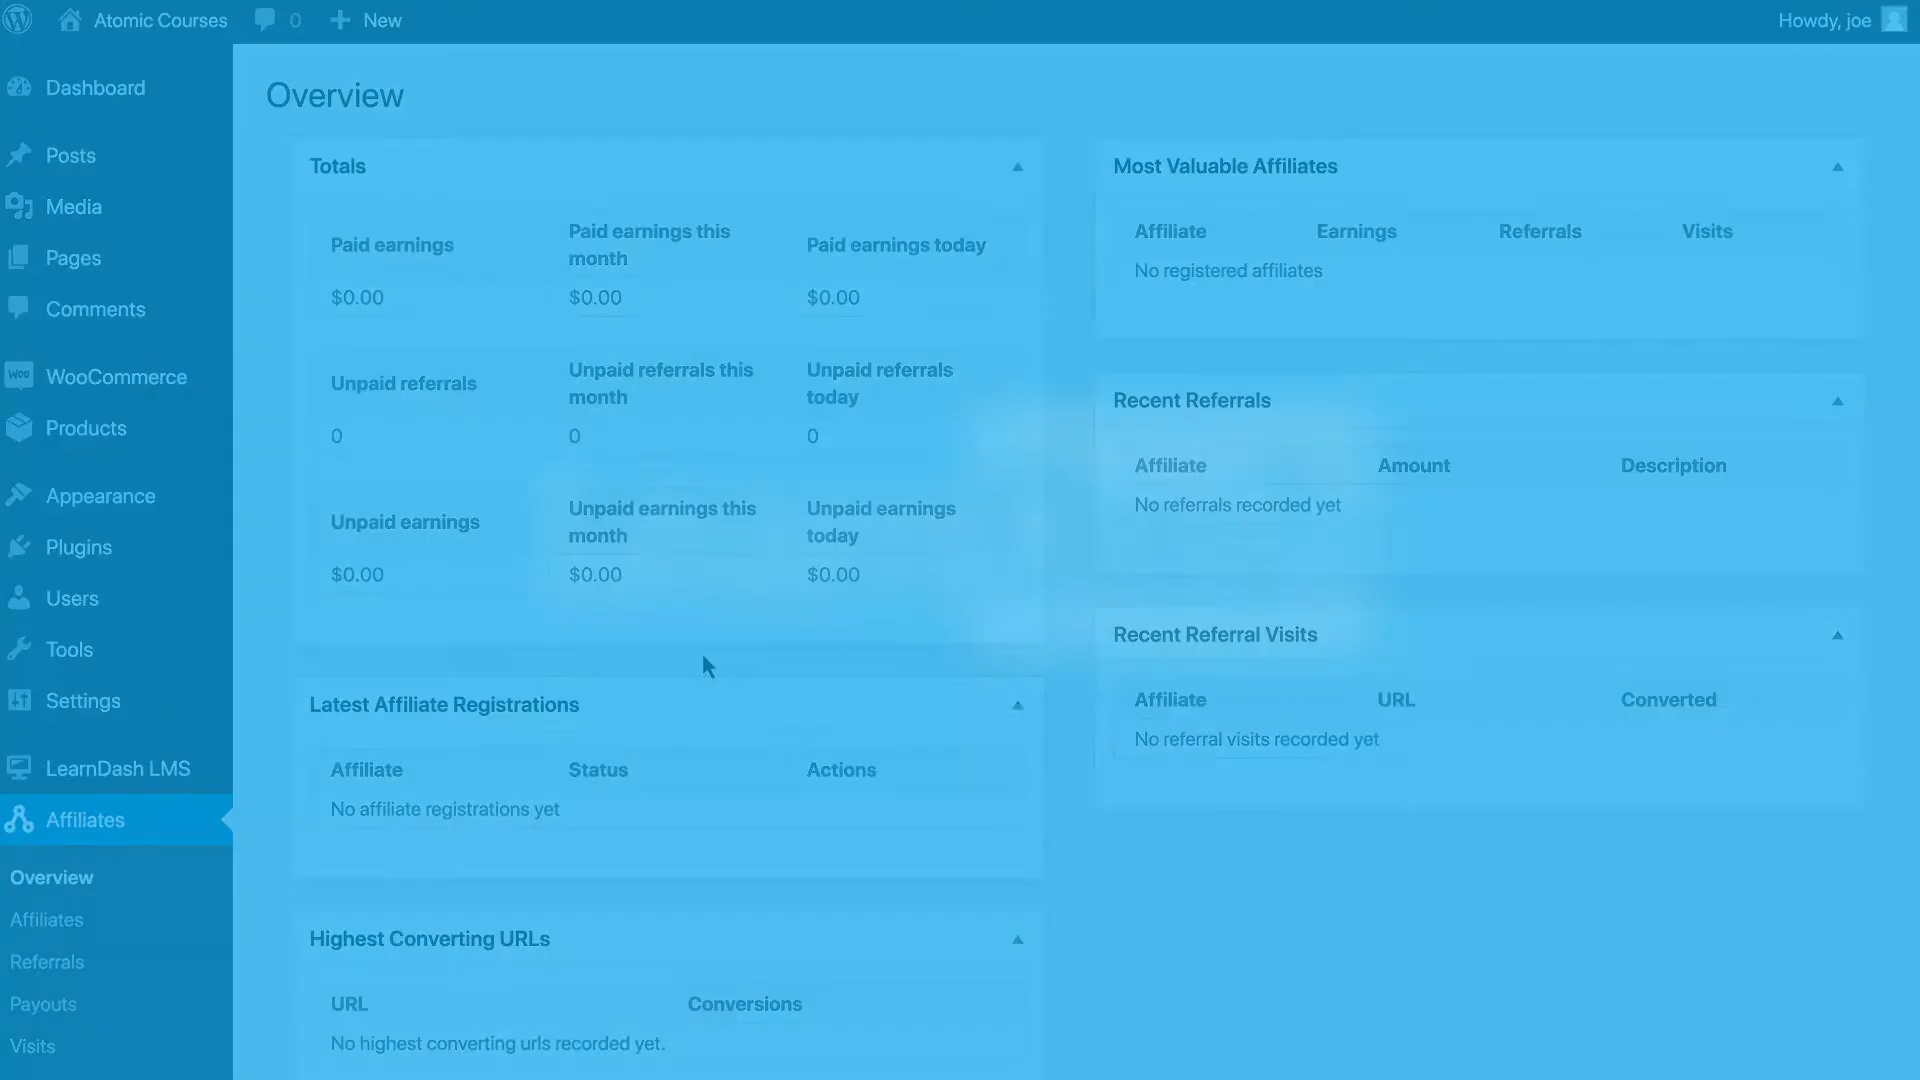 Atomic Courses 0 New Howdy, joe
Dashboard
Posts
Media
Pages
Comments
WooCommerce
Products
Appearance
Plugins
Users
Tools
Settings
LearnDash LMS
Affiliates
Overview
Affiliates
Referrals
Payouts
Visits
Overview
Totals
Paid earnings
Paid earnings this
month
Paid earnings today
$0.00 $0.00 $0.00
Unpaid referrals
Unpaid referrals this
month
Unpaid referrals
today
0 0 0
Unpaid earnings
Unpaid earnings this
month
Unpaid earnings
today
$0.00 $0.00 $0.00
Latest Affiliate Registrations
Affiliate Status Actions
No affiliate registrations yet
Highest Converting URLs
URL Conversions
No highest converting urls recorded yet.
Most Valuable Affiliates
Affiliate Earnings Referrals Visits
No registered affiliates
Recent Referrals
Affiliate Amount Description
No referrals recorded yet
Recent Referral Visits
Affiliate URL Converted
No referral visits recorded yet